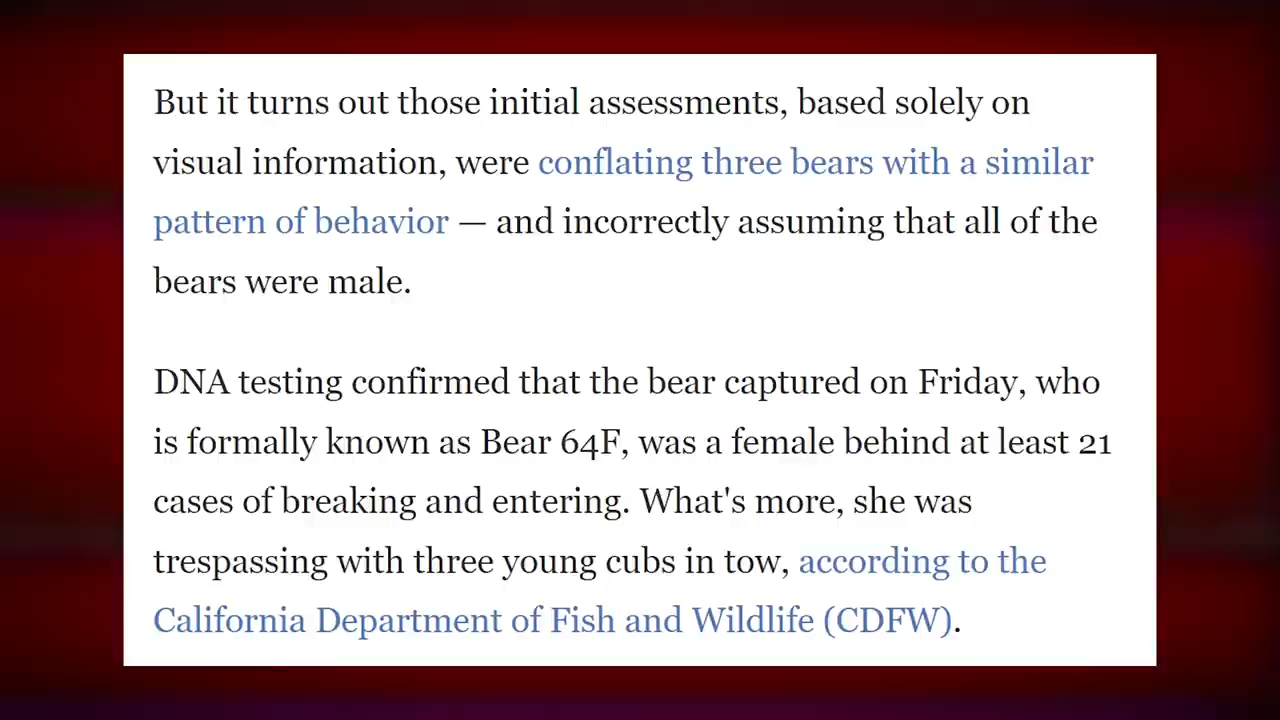 But it turns out those initial assessments, based solely on
visual information, were conflating three bears with a similar
pattern of behavior — and incorrectly assuming that all of the
bears were male.
DNA testing confirmed that the bear captured on Friday, who
is formally known as Bear 64F, was a female behind at least 21
cases of breaking and entering. What's more, she was
trespassing with three young cubs in tow, according to the
California Department of Fish and Wildlife (CDFW).